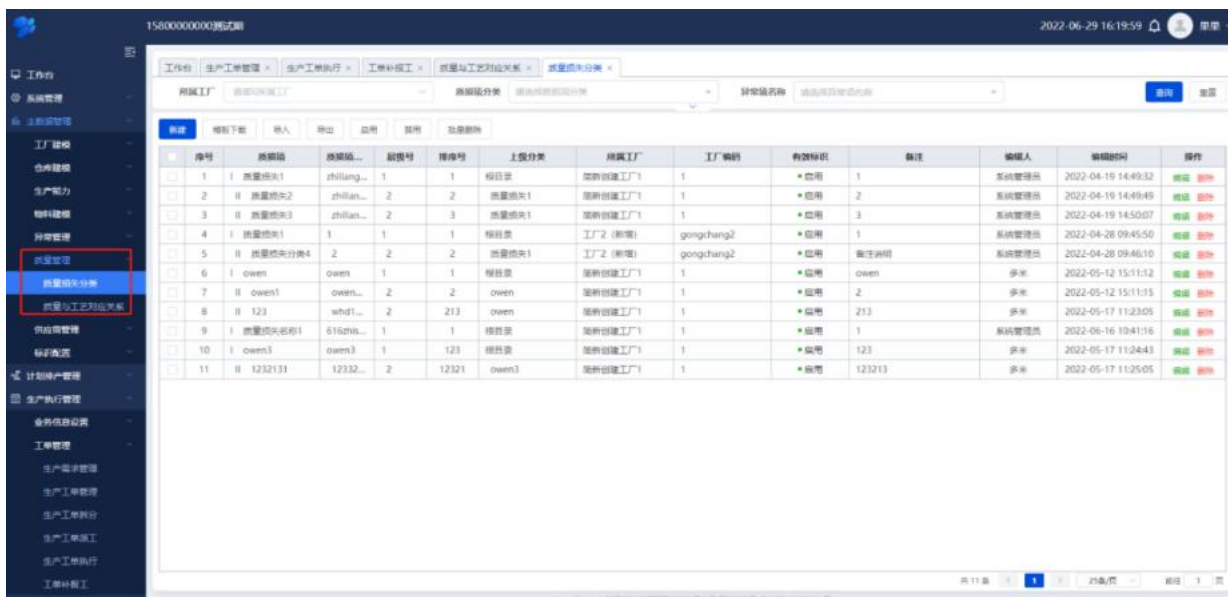 15800000000测试期
2022-06-29 16:19:59 果果
工作台 生产工单管理 × 生产工单执行 × 工单补报工 × 质量与工艺对应关系 × 质量损失分类 ×
所属工厂 质损箱分类 异常箱名称 查询 重置
新建 模板下载 导入 导出 启用 禁用 批量删除
工作台
系统管理
主数据管理
工厂建模
仓库建模
生产能力
物料建模
异常管理
质量管理
质量损失分类
质量与工艺对应关系
供应商管理
标识配置
计划排产管理
生产执行管理
业务信息设置
工单管理
生产需求管理
生产工单管理
生产工单拆分
生产工单派工
生产工单执行
工单补报工
序号 层级号 排序号 上级分类 所属工厂 工厂编码 有效标识 备注 编辑人 编辑时间 操作
1 I 质量损失1 zhiliang... 1 1 根目录 简新创建工厂1 1 启用 1 系统管理员 2022-04-19 14:49:32 编辑 删除
2 II 质量损失2 zhilian... 2 2 质量损失1 简新创建工厂1 1 启用 2 系统管理员 2022-04-19 14:49:49 编辑 删除
3 II 质量损失3 zhilian... 2 3 质量损失1 简新创建工厂1 1 启用 3 系统管理员 2022-04-19 14:50:07 编辑 删除
4 I 质量损失1 1 1 1 根目录 工厂2（新增） gongchang2 启用 1 系统管理员 2022-04-28 09:45:50 编辑 删除
5 II 质量损失分类4 2 2 2 质量损失1 工厂2（新增） gongchang2 启用 备注说明 系统管理员 2022-04-28 09:46:10 编辑 删除
6 I owen owen 1 1 根目录 简新创建工厂1 1 启用 owen 多米 2022-05-12 15:11:12 编辑 删除
7 II owen1 owen... 2 2 owen 简新创建工厂1 1 启用 2 多米 2022-05-12 15:11:15 编辑 删除
8 II 123 whd1... 2 213 owen 简新创建工厂1 1 启用 213 多米 2022-05-17 11:23:05 编辑 删除
9 I 质量损失名称1 616zhis... 1 1 根目录 简新创建工厂1 1 启用 1 系统管理员 2022-06-16 10:41:16 编辑 删除
10 I owen3 owen3 1 123 根目录 简新创建工厂1 1 启用 123 多米 2022-05-17 11:24:43 编辑 删除
11 II 1232131 12332... 2 12321 owen3 简新创建工厂1 1 启用 123213 多米 2022-05-17 11:25:05 编辑 删除
共 11 条 1 25条/页 前往 1 页